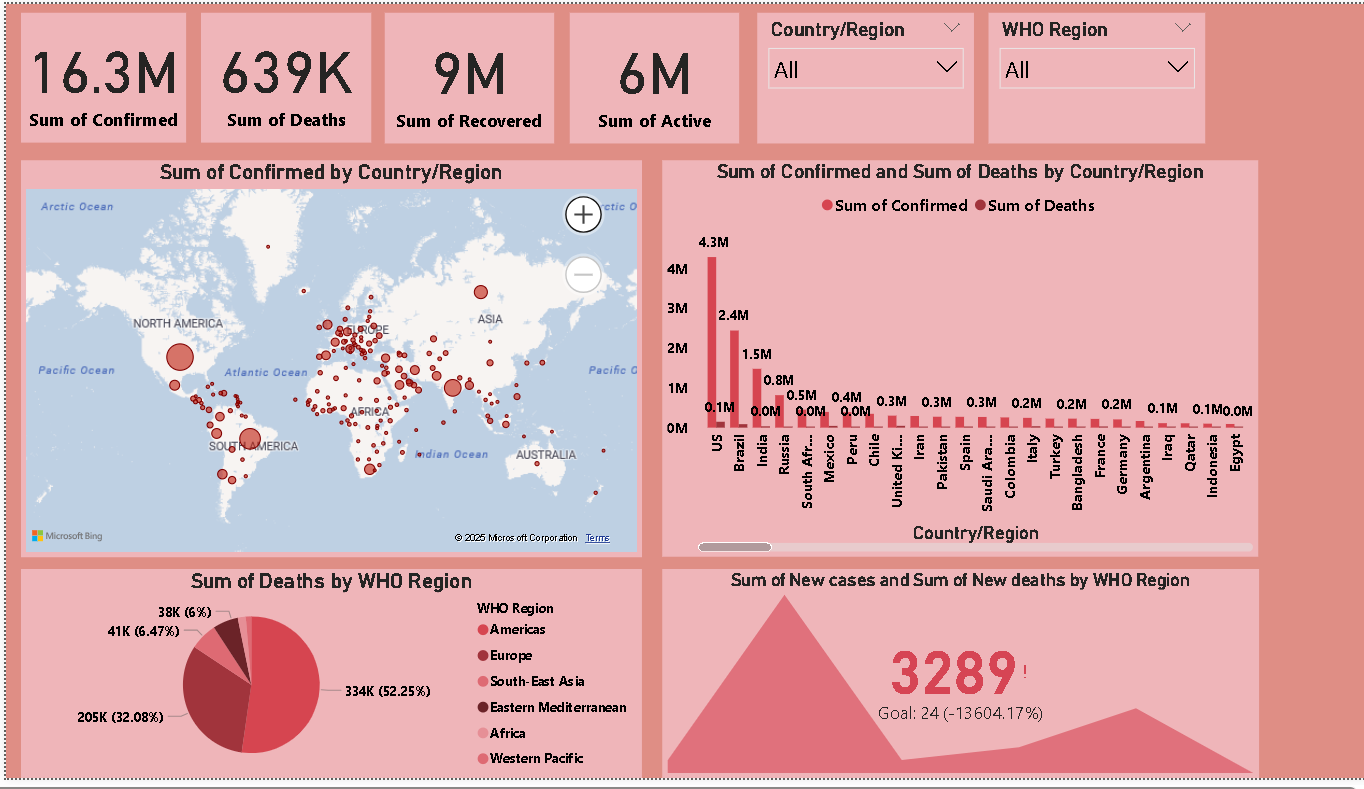 16.3M
Sum of Confirmed
639K
Sum of Deaths
9M
Sum of Recovered
6M
Sum of Active
Country/Region
All
WHO Region
All
Sum of Confirmed by Country/Region
Arctic Ocean
ctic O
NORTH AMERICA
EUROPE
ASIA
Pacific Ocean
Atlantic Ocean
Pacific O
AFRICA
SOUTH AMERICA
Indian Ocean
AUSTRALIA
Microsoft Bing
© 2025 Microsoft Corporation Terms
Sum of Confirmed and Sum of Deaths by Country/Region
Sum of Confirmed Sum of Deaths
4M
3M
2M
1M
0M
4.3M
2.4M
1.5M
0.8M
0.5M
0.4M
0.3M
0.3M
0.3M
0.2M
0.2M
0.2M
0.1M
0.1M
0.1M
0.0M
0.0M
0.0M
0.0M
US
Brazil
India
Russia
South Afr...
Mexico
Peru
Chile
United Ki...
Iran
Pakistan
Spain
Saudi Ara...
Colombia
Italy
Turkey
Bangladesh
France
Germany
Argentina
Iraq
Qatar
Indonesia
Egypt
Country/Region
Sum of Deaths by WHO Region
38K (6%)
41K (6.47%)
205K (32.08%)
334K (52.25%)
WHO Region
Americas
Europe
South-East Asia
Eastern Mediterranean
Africa
Western Pacific
Sum of New cases and Sum of New deaths by WHO Region
3289!
Goal: 24 (-13604.17%)